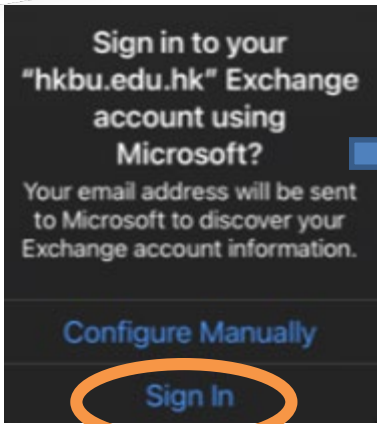 Sign in to your
“hkbu.edu.hk” Exchange
account using
Microsoft?
Your email address will be sent
to Microsoft to discover your
Exchange account information.
Configure Manually
Sign In